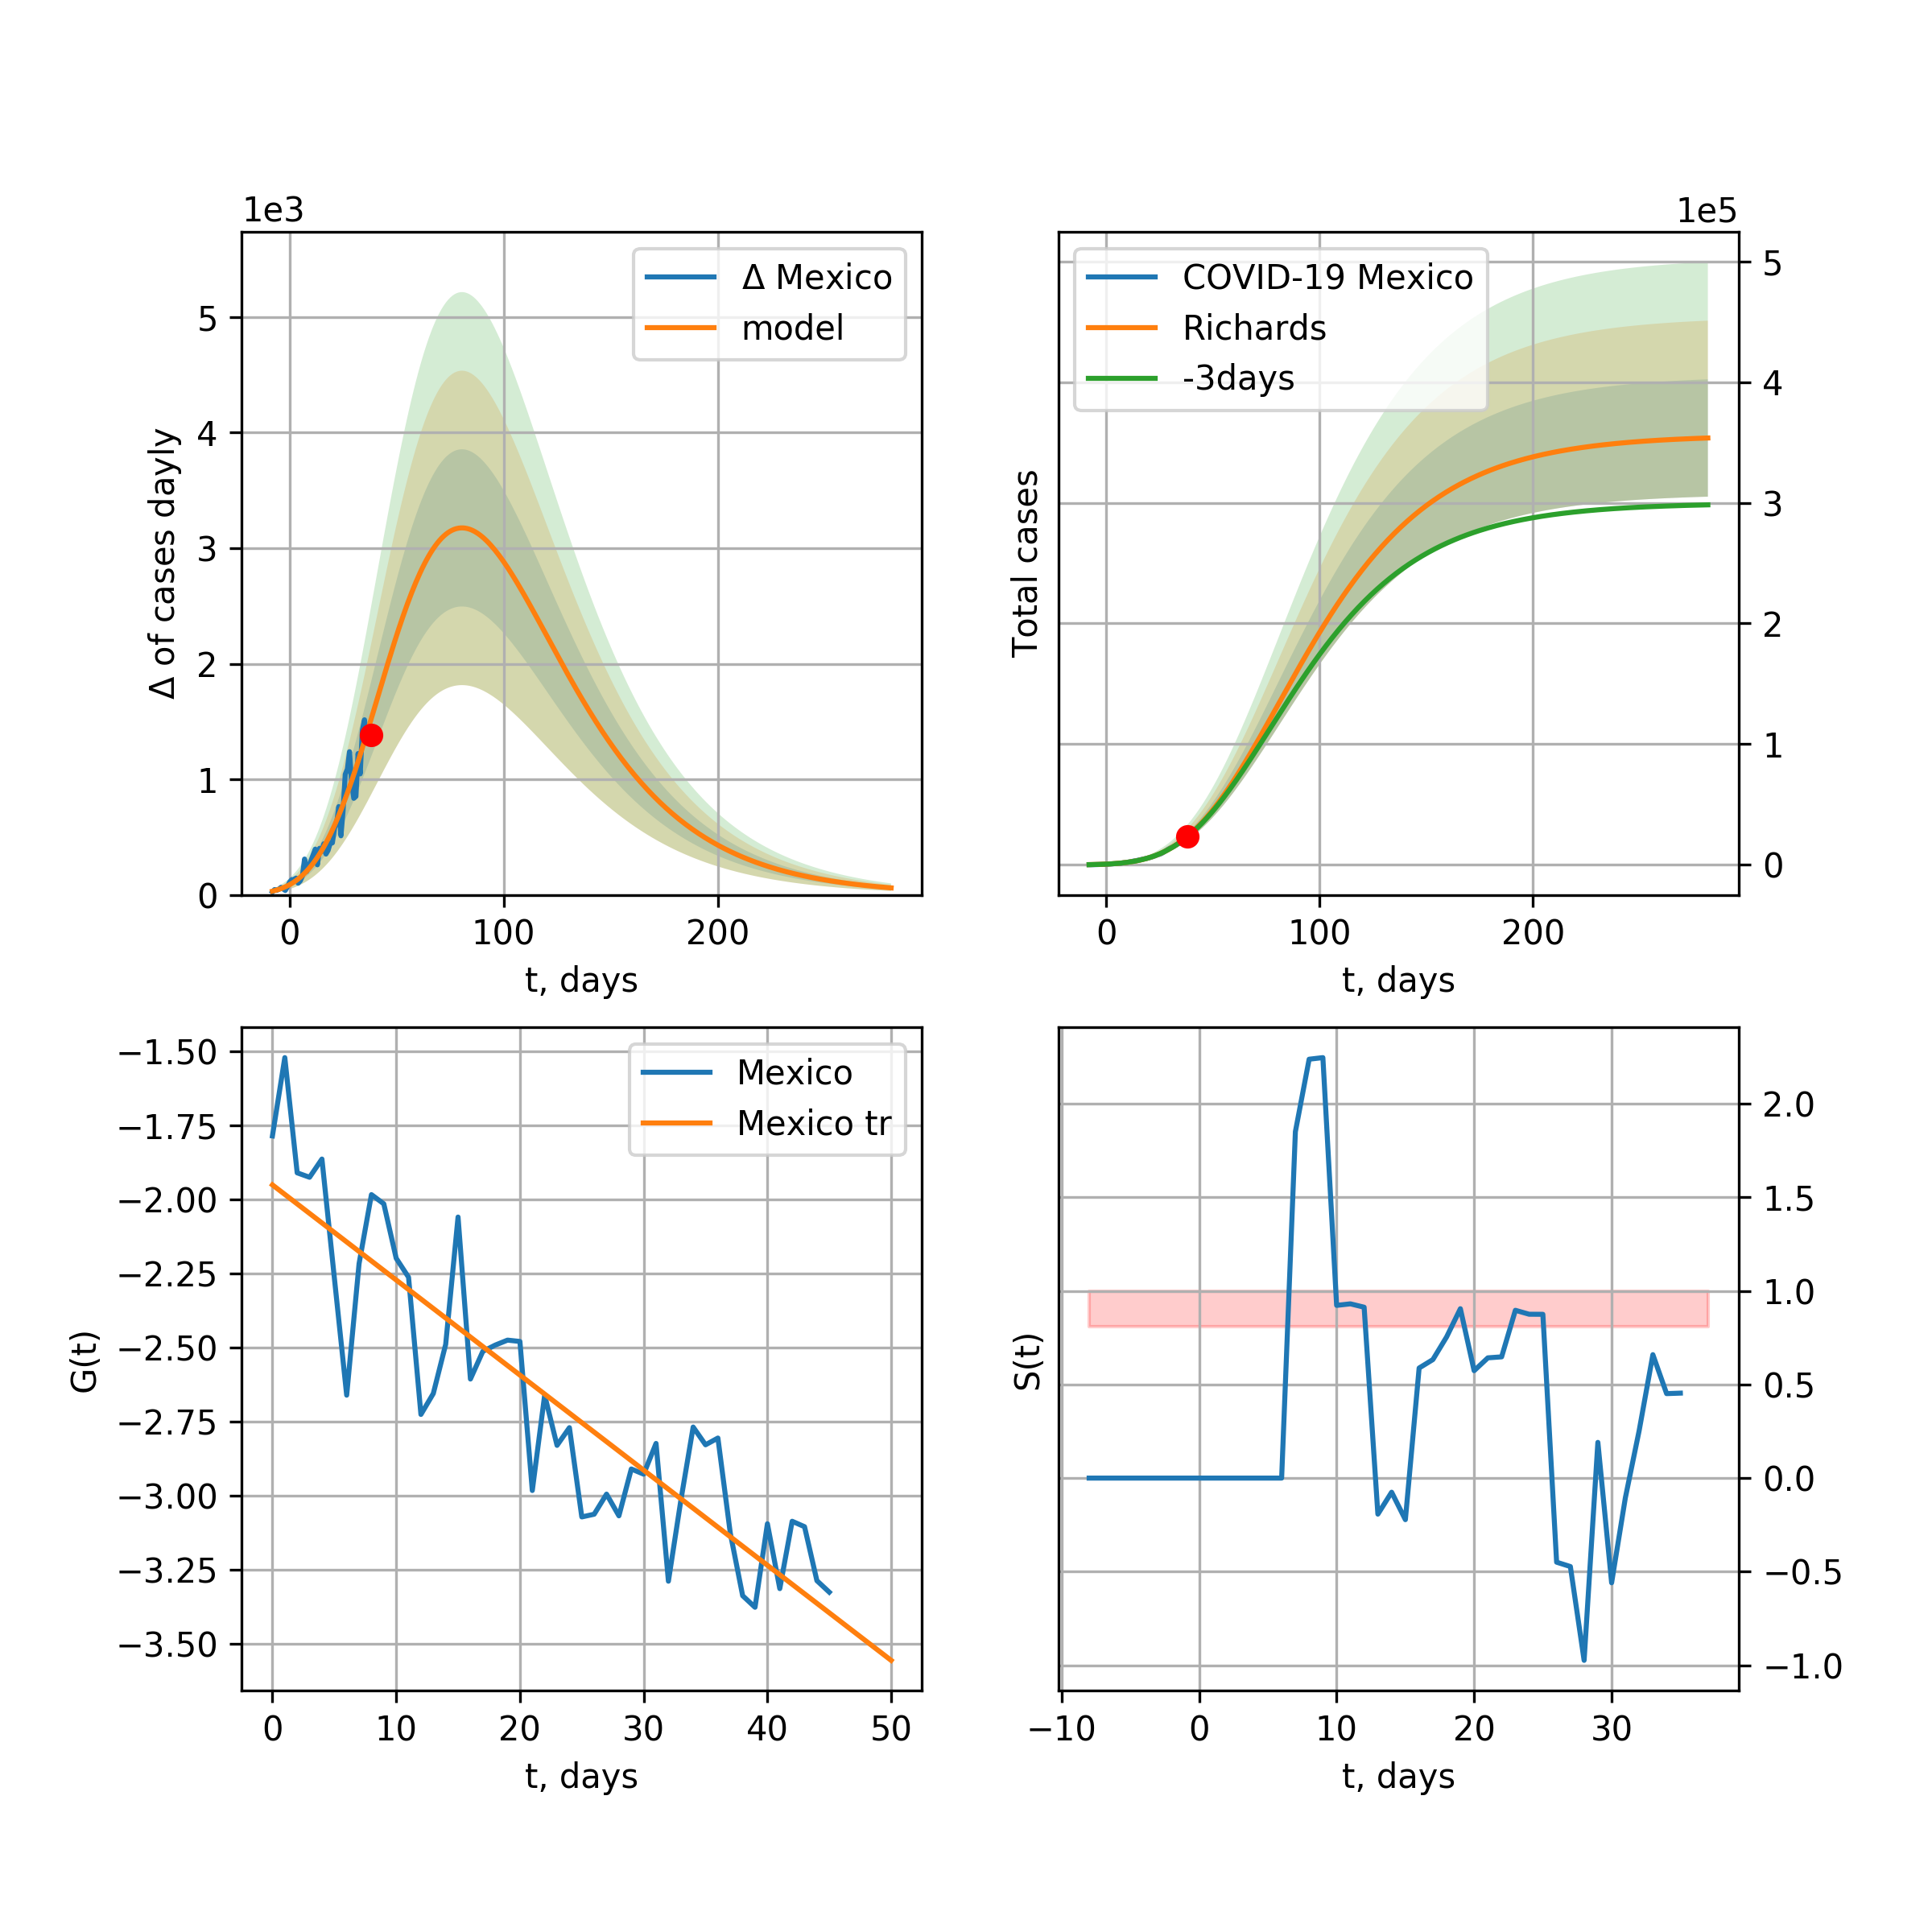 1e3
Δ of cases dayly
5
4
3
2
1
0
Δ Mexico
model
0 100 200
t, days
1e5
Total cases
COVID-19 Mexico
Richards
-3days
5
4
3
2
1
0
0 100 200
t, days
G(t)
−1.50
−1.75
−2.00
−2.25
−2.50
−2.75
−3.00
−3.25
−3.50
Mexico
Mexico tr
0 10 20 30 40 50
t, days
S(t)
2.0
1.5
1.0
0.5
0.0
−0.5
−1.0
−10 0 10 20 30
t, days